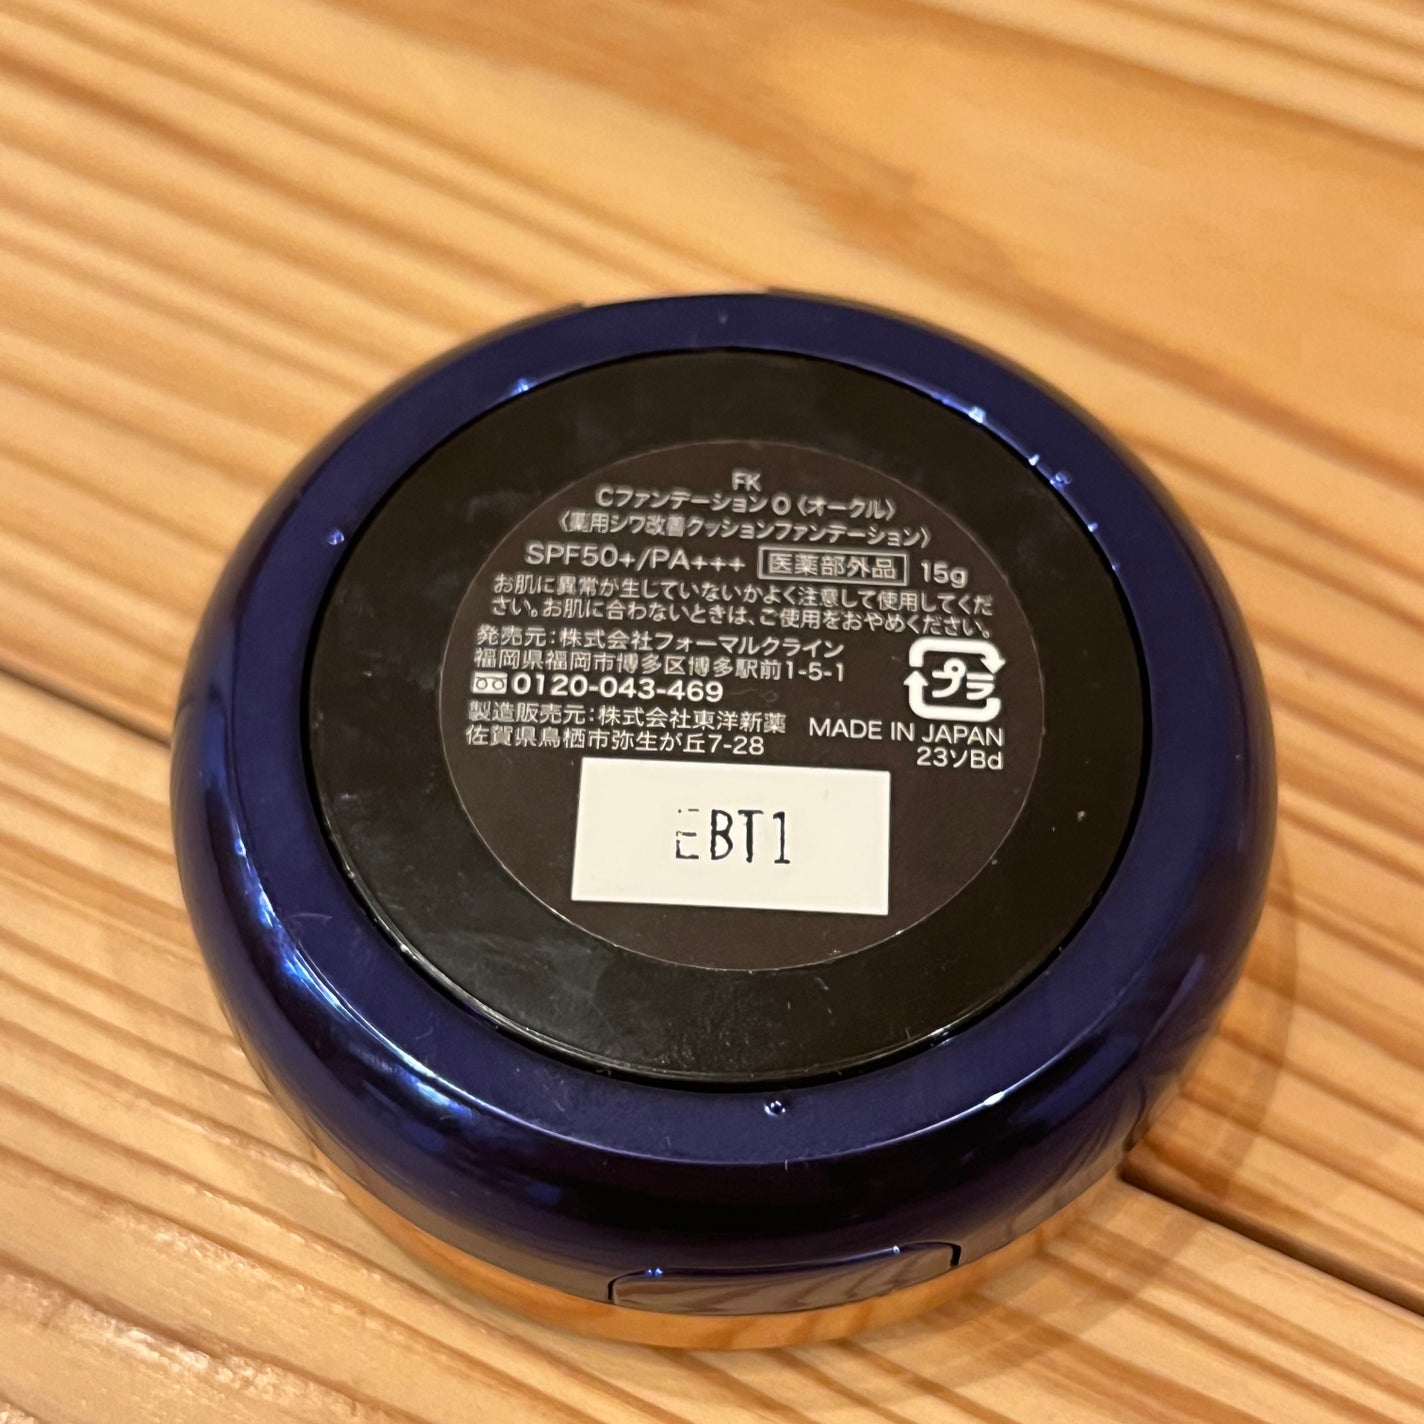 FK
CファンデーションO〈オークル〉
〈薬用シワ改善クッションファンデーション〉
SPF50+/PA+++ 医薬部外品 15g
お肌に異常が生じていないかよく注意して使用してくだ
さい。お肌に合わないときは、ご使用をおやめください。
発売元:株式会社フォーマルクライン
福岡県福岡市博多区博多駅前1-5-1
0120-043-469
プラ
製造販売元:株式会社東洋新薬
佐賀県鳥栖市弥生が丘7-28
MADE IN JAPAN
23ソBd
EBT1